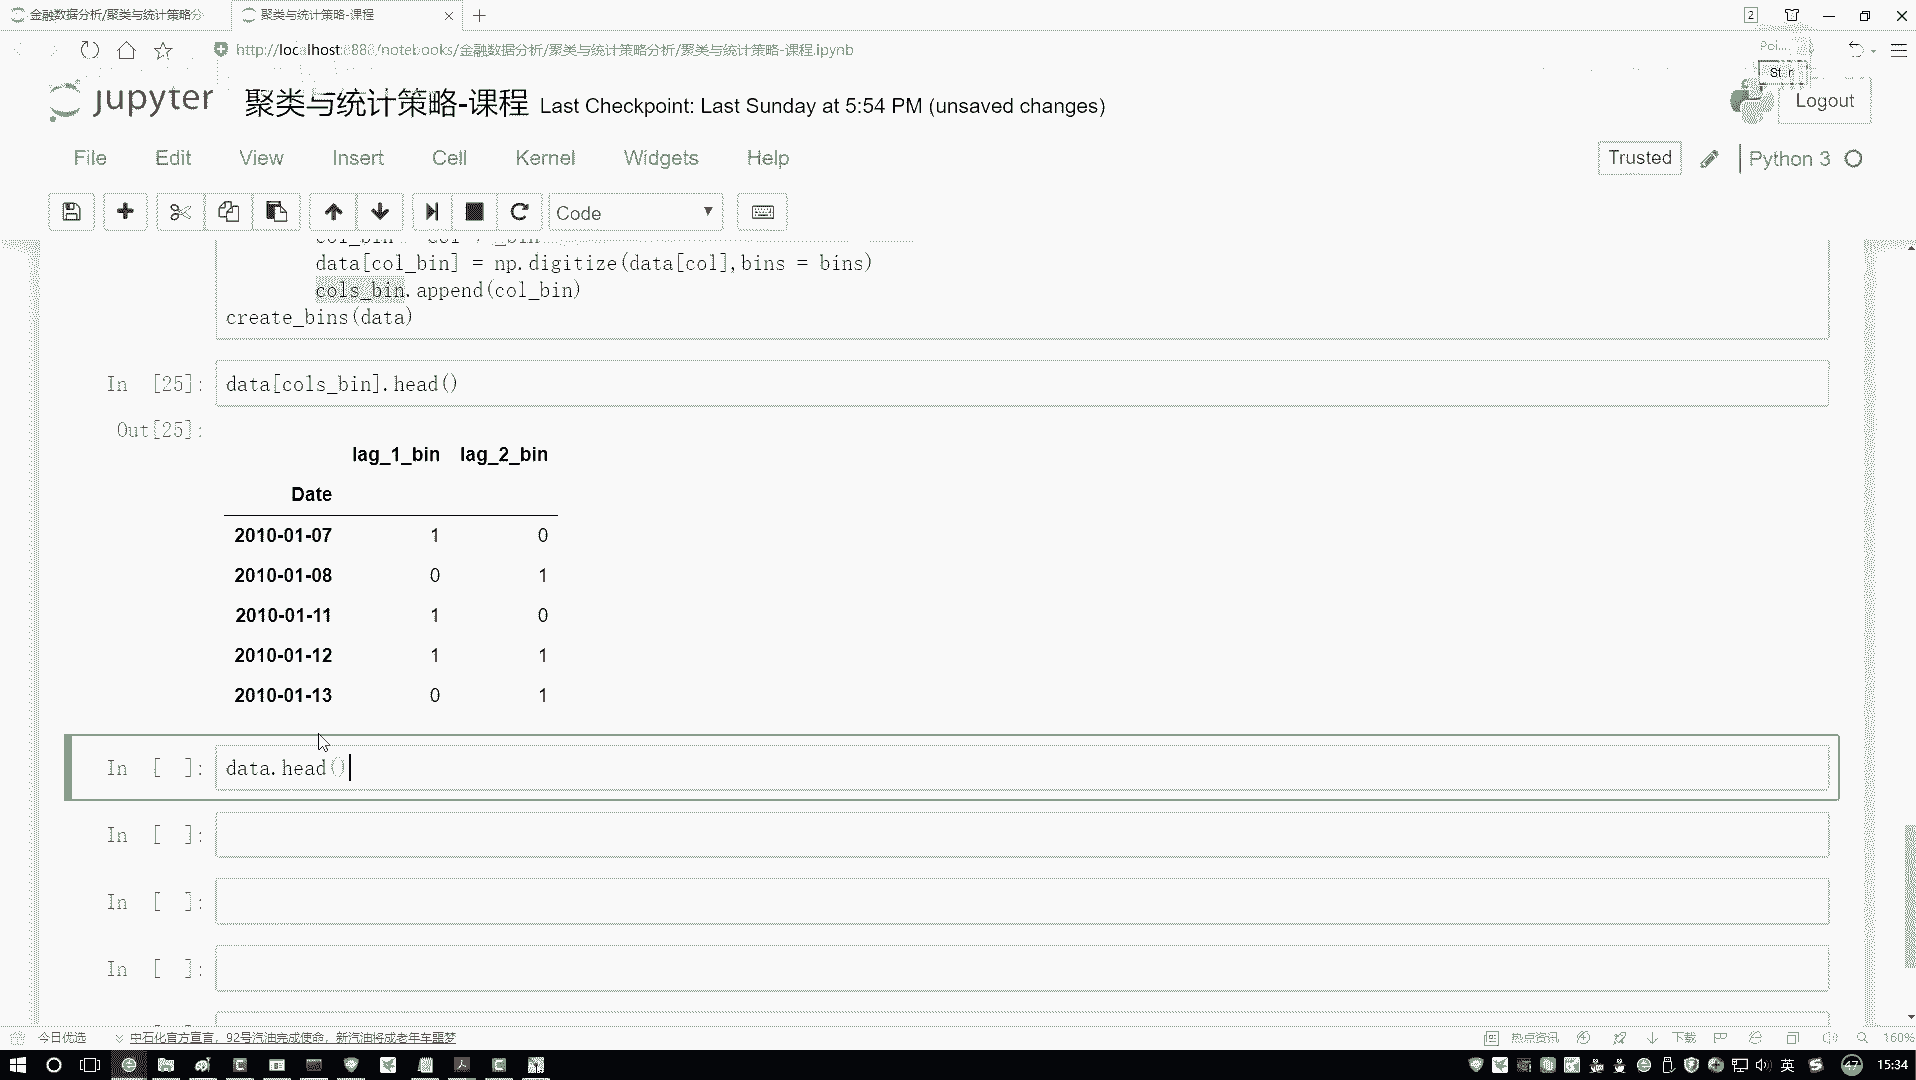 金融数据分析/聚类与统计策略分
聚类与统计策略-课程
2
http://localhost:8888/notebooks/金融数据分析/聚类与统计策略分析/聚类与统计策略-课程.ipynb
jupyter 聚类与统计策略-课程 Last Checkpoint: Last Sunday at 5:54 PM (unsaved changes)
Logout
File Edit View Insert Cell Kernel Widgets Help
Trusted
Python 3
Code
data[col_bin] = np.digitize(data[col],bins = bins)
cols_bin.append(col_bin)
create_bins(data)
In [25]: data[cols_bin].head()
Out[25]:
lag_1_bin lag_2_bin
Date
2010-01-07 1 0
2010-01-08 0 1
2010-01-11 1 0
2010-01-12 1 1
2010-01-13 0 1
In [ ]: data.head()
In [ ]:
In [ ]:
In [ ]:
今日优选
中石化官方宣言，92号汽油完成使命，新汽油将成老年车噩梦
热点资讯
下载
160%
英
47
15:34